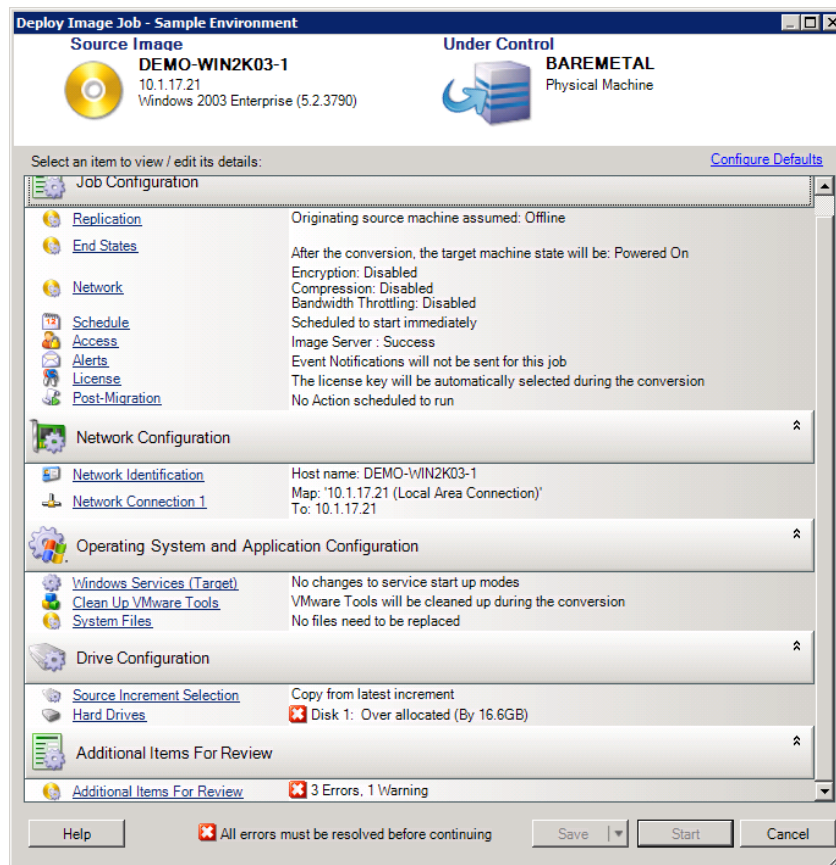 Deploy Image Job - Sample Environment
Source Image
DEMO-WIN2K03-1
10.1.17.21
Windows 2003 Enterprise (5.2.3790)
Under Control
BAREMETAL
Physical Machine
Select an item to view / edit its details:
Configure Defaults
Job Configuration
Replication
Originating source machine assumed: Offline
End States
After the conversion, the target machine state will be: Powered On
Network
Encryption: Disabled
Compression: Disabled
Bandwidth Throttling: Disabled
Schedule
Scheduled to start immediately
Access
Image Server : Success
Alerts
Event Notifications will not be sent for this job
License
The license key will be automatically selected during the conversion
Post-Migration
No Action scheduled to run
Network Configuration
Network Identification
Host name: DEMO-WIN2K03-1
Network Connection 1
Map: '10.1.17.21 (Local Area Connection)'
To: 10.1.17.21
Operating System and Application Configuration
Windows Services (Target)
No changes to service start up modes
Clean Up VMware Tools
VMware Tools will be cleaned up during the conversion
System Files
No files need to be replaced
Drive Configuration
Source Increment Selection
Copy from latest increment
Hard Drives
Disk 1: Over allocated (By 16.6GB)
Additional Items For Review
Additional Items For Review
3 Errors, 1 Warning
Help
All errors must be resolved before continuing
Save
Start
Cancel